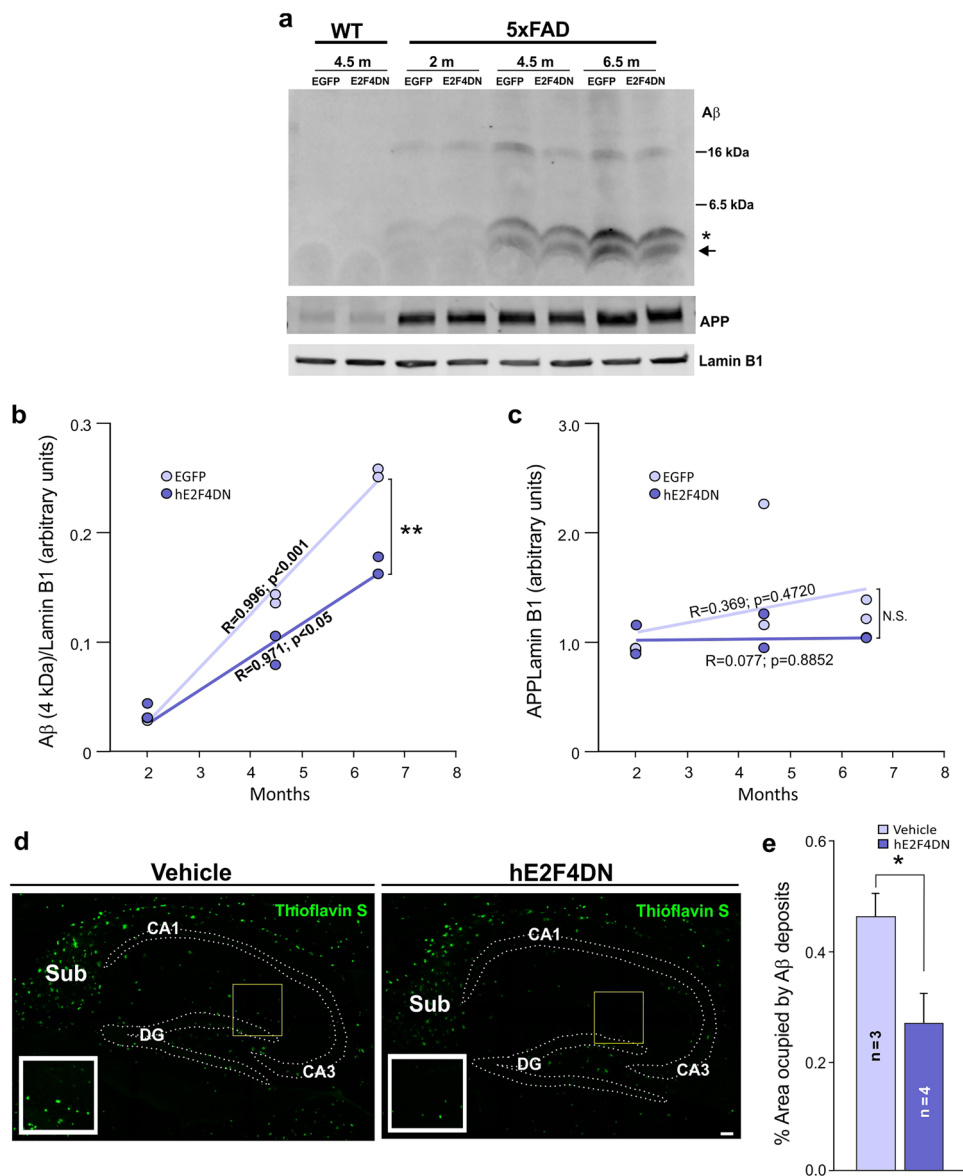 a
WT 5xFAD
4.5 m 2 m 4.5 m 6.5 m
EGFP E2F4DN EGFP E2F4DN EGFP E2F4DN EGFP E2F4DN
Aβ
16 kDa
6.5 kDa
*
APP
Lamin B1
b
Aβ (4 kDa)/Lamin B1 (arbitrary units)
0.3
0.2
0.1
0
EGFP
hE2F4DN
R=0.996; p<0.001
R=0.971; p<0.05
**
2 3 4 5 6 7 8
Months
c
APPLamin B1 (arbitrary units)
3.0
2.0
1.0
0
EGFP
hE2F4DN
R=0.369; p=0.4720
R=0.077; p=0.8852
N.S.
2 3 4 5 6 7 8
Months
d
Vehicle
Thioflavin S
CA1
Sub
DG
CA3
hE2F4DN
Thioflavin S
CA1
Sub
DG
CA3
e
Vehicle
hE2F4DN
% Area ocupied by Aβ deposits
0.6
0.4
0.2
0.0
*
n=3
n=4